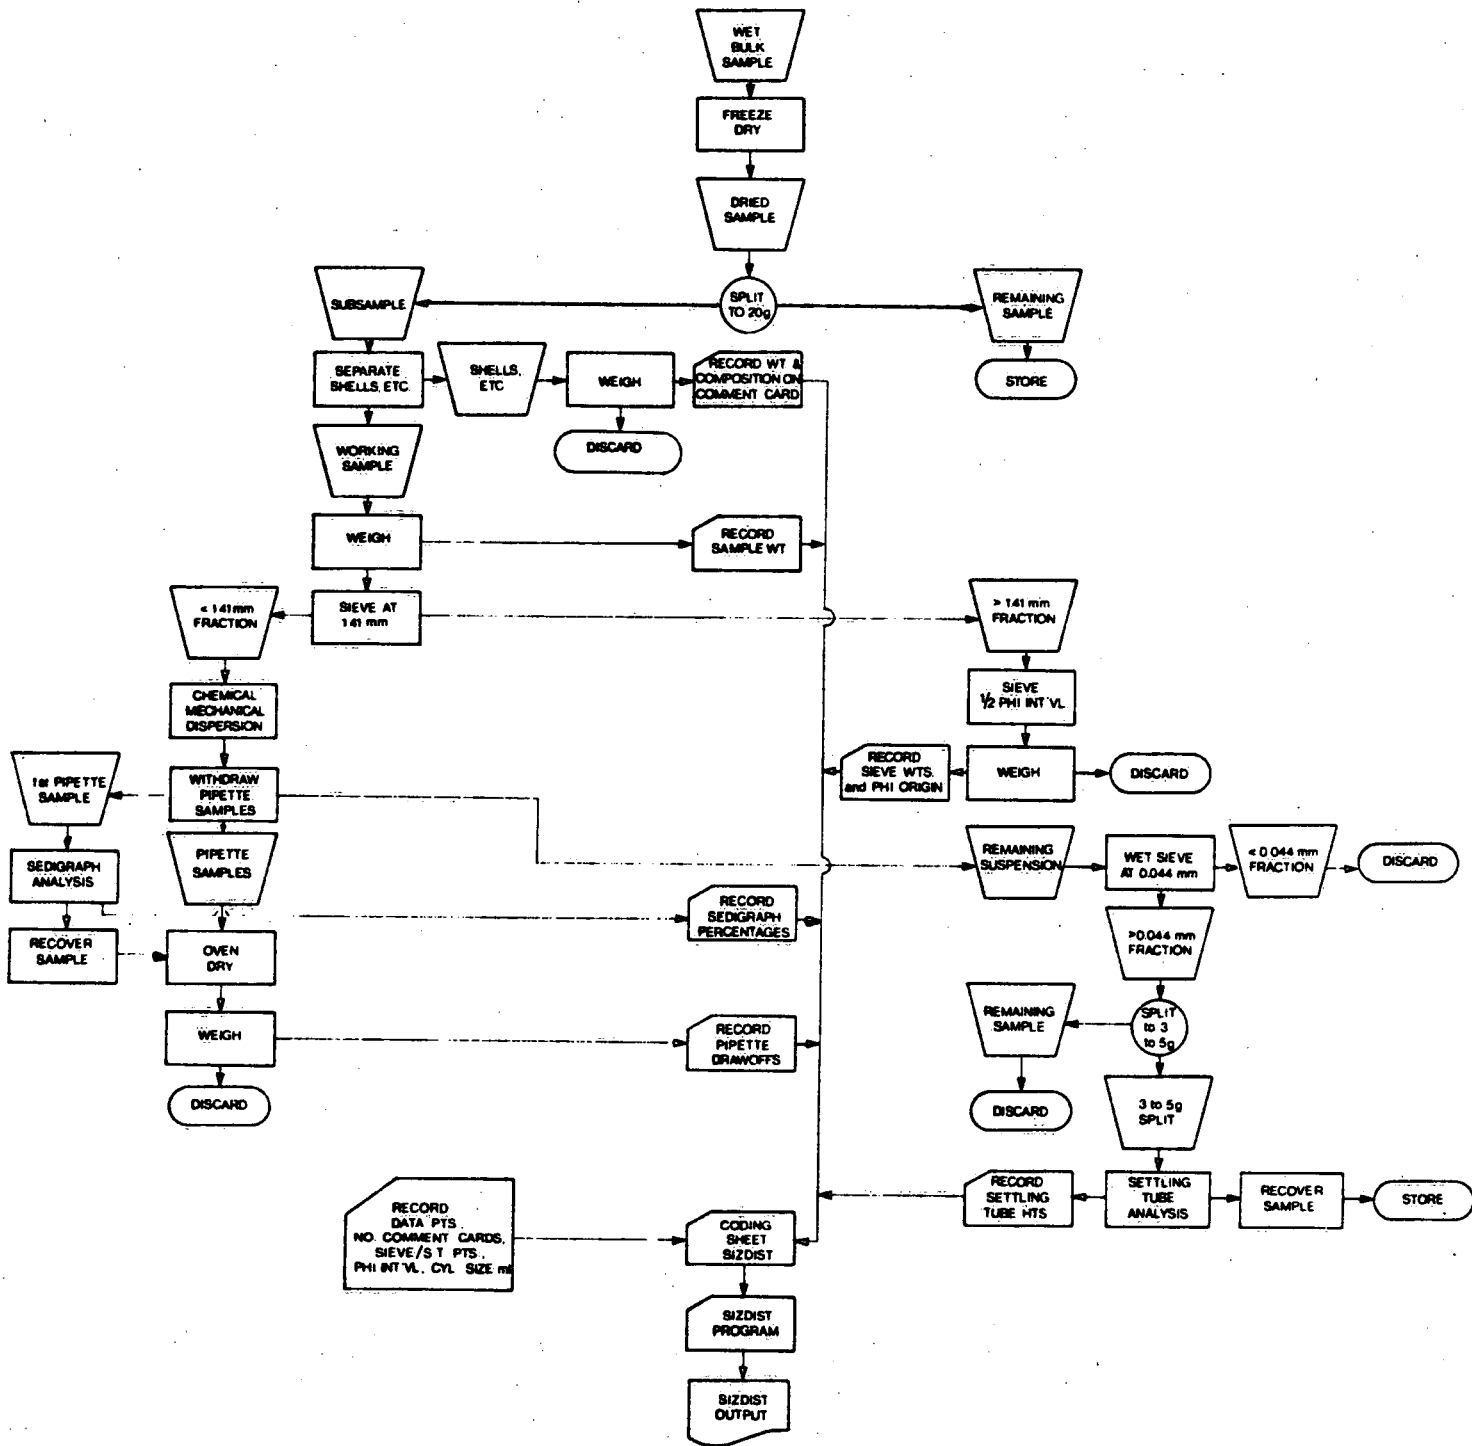 WET
BULK
SAMPLE
FREEZE
DRY
DRIED
SAMPLE
SPLIT
TO 20g
SUBSAMPLE
REMAINING
SAMPLE
STORE
SEPARATE
SHELLS, ETC.
SHELLS,
ETC
WEIGH
RECORD WT &
COMPOSITION ON
COMMENT CARD
DISCARD
WORKING
SAMPLE
WEIGH
RECORD
SAMPLE WT
SIEVE AT
1.41 mm
< 1.41 mm
FRACTION
> 1.41 mm
FRACTION
CHEMICAL
MECHANICAL
DISPERSION
SIEVE
1/2 PHI INT'VL
WEIGH
DISCARD
RECORD
SIEVE WTS.
and PHI ORIGIN
1st PIPETTE
SAMPLE
WITHDRAW
PIPETTE
SAMPLES
SEDIGRAPH
ANALYSIS
PIPETTE
SAMPLES
REMAINING
SUSPENSION
WET SIEVE
AT 0.044 mm
< 0.044 mm
FRACTION
DISCARD
RECORD
SEDIGRAPH
PERCENTAGES
>0.044 mm
FRACTION
RECOVER
SAMPLE
OVEN
DRY
WEIGH
RECORD
PIPETTE
DRAWOFFS
REMAINING
SAMPLE
SPLIT
to 3
to 5g
DISCARD
DISCARD
3 to 5g
SPLIT
RECORD
SETTLING
TUBE HTS
SETTLING
TUBE
ANALYSIS
RECOVER
SAMPLE
STORE
RECORD
DATA PTS.,
NO. COMMENT CARDS,
SIEVE/S T PTS.,
PHI INT'VL, CYL SIZE ml
CODING
SHEET
SIZDIST
SIZDIST
PROGRAM
SIZDIST
OUTPUT